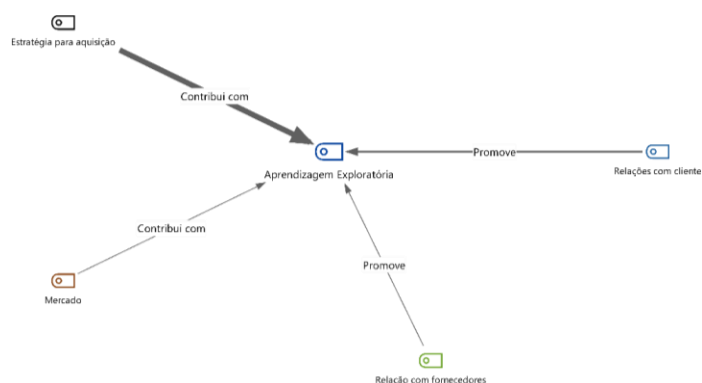 Estratégia para aquisição
Contribui com
Promove
Aprendizagem Exploratória
Relações com cliente
Contribui com
Promove
Mercado
Relação com fornecedores